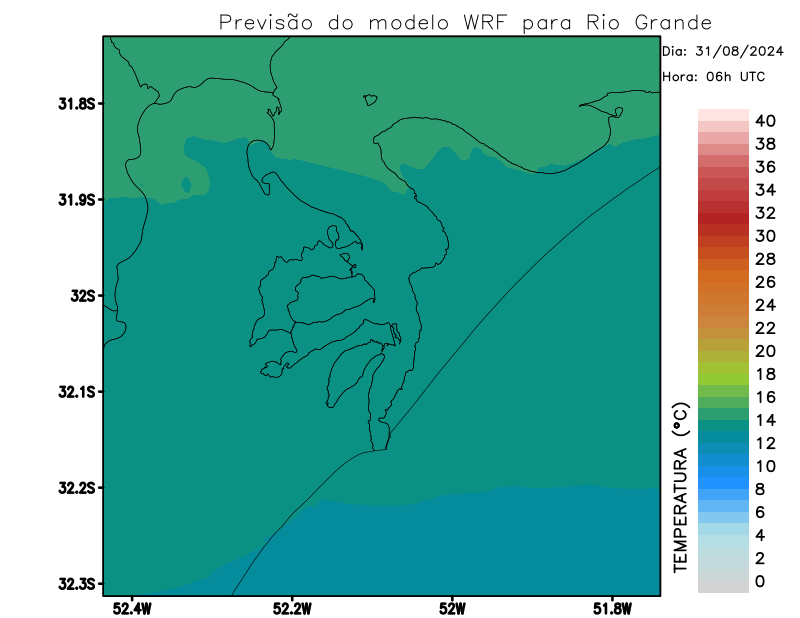 Previsão do modelo WRF para Rio Grande
Dia: 31/08/2024
Hora: 06h UTC
31.8S
31.9S
32S
32.1S
32.2S
32.3S
52.4W
52.2W
52W
51.8W
TEMPERATURA (°C)
40
38
36
34
32
30
28
26
24
22
20
18
16
14
12
10
8
6
4
2
0